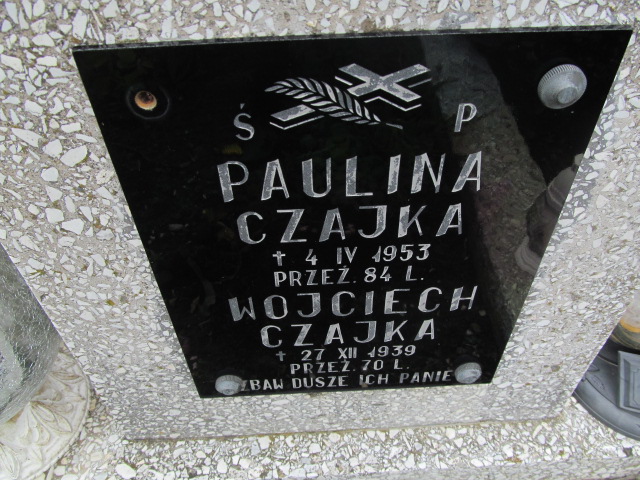 Ś P
PAULINA
CZAJKA
† 4 IV 1953
PRZEŻ. 84 L.
WOJCIECH
CZAJKA
† 27 XII 1939
PRZEŻ. 70 L.
ZBAW DUSZE ICH PANIE